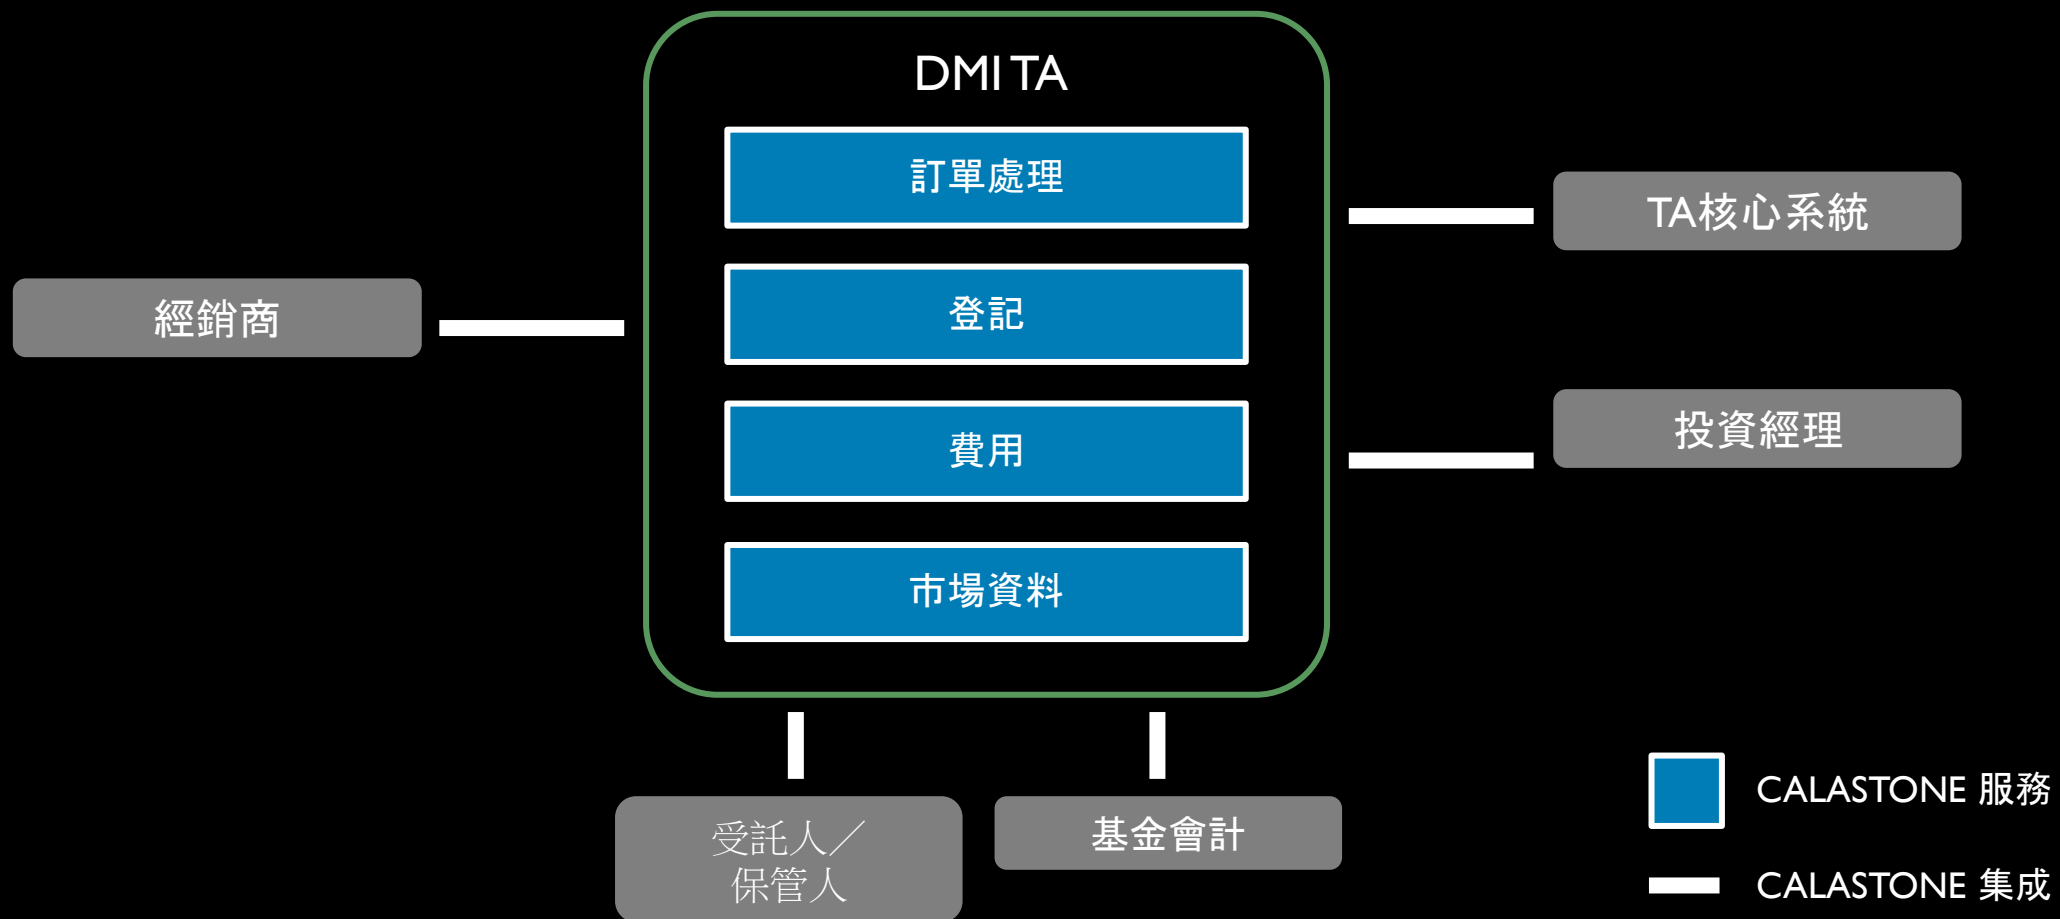 DMI TA
訂單處理
登記
費用
市場資料
經銷商
TA核心系統
投資經理
受託人／
保管人
基金會計
CALASTONE 服務
CALASTONE 集成